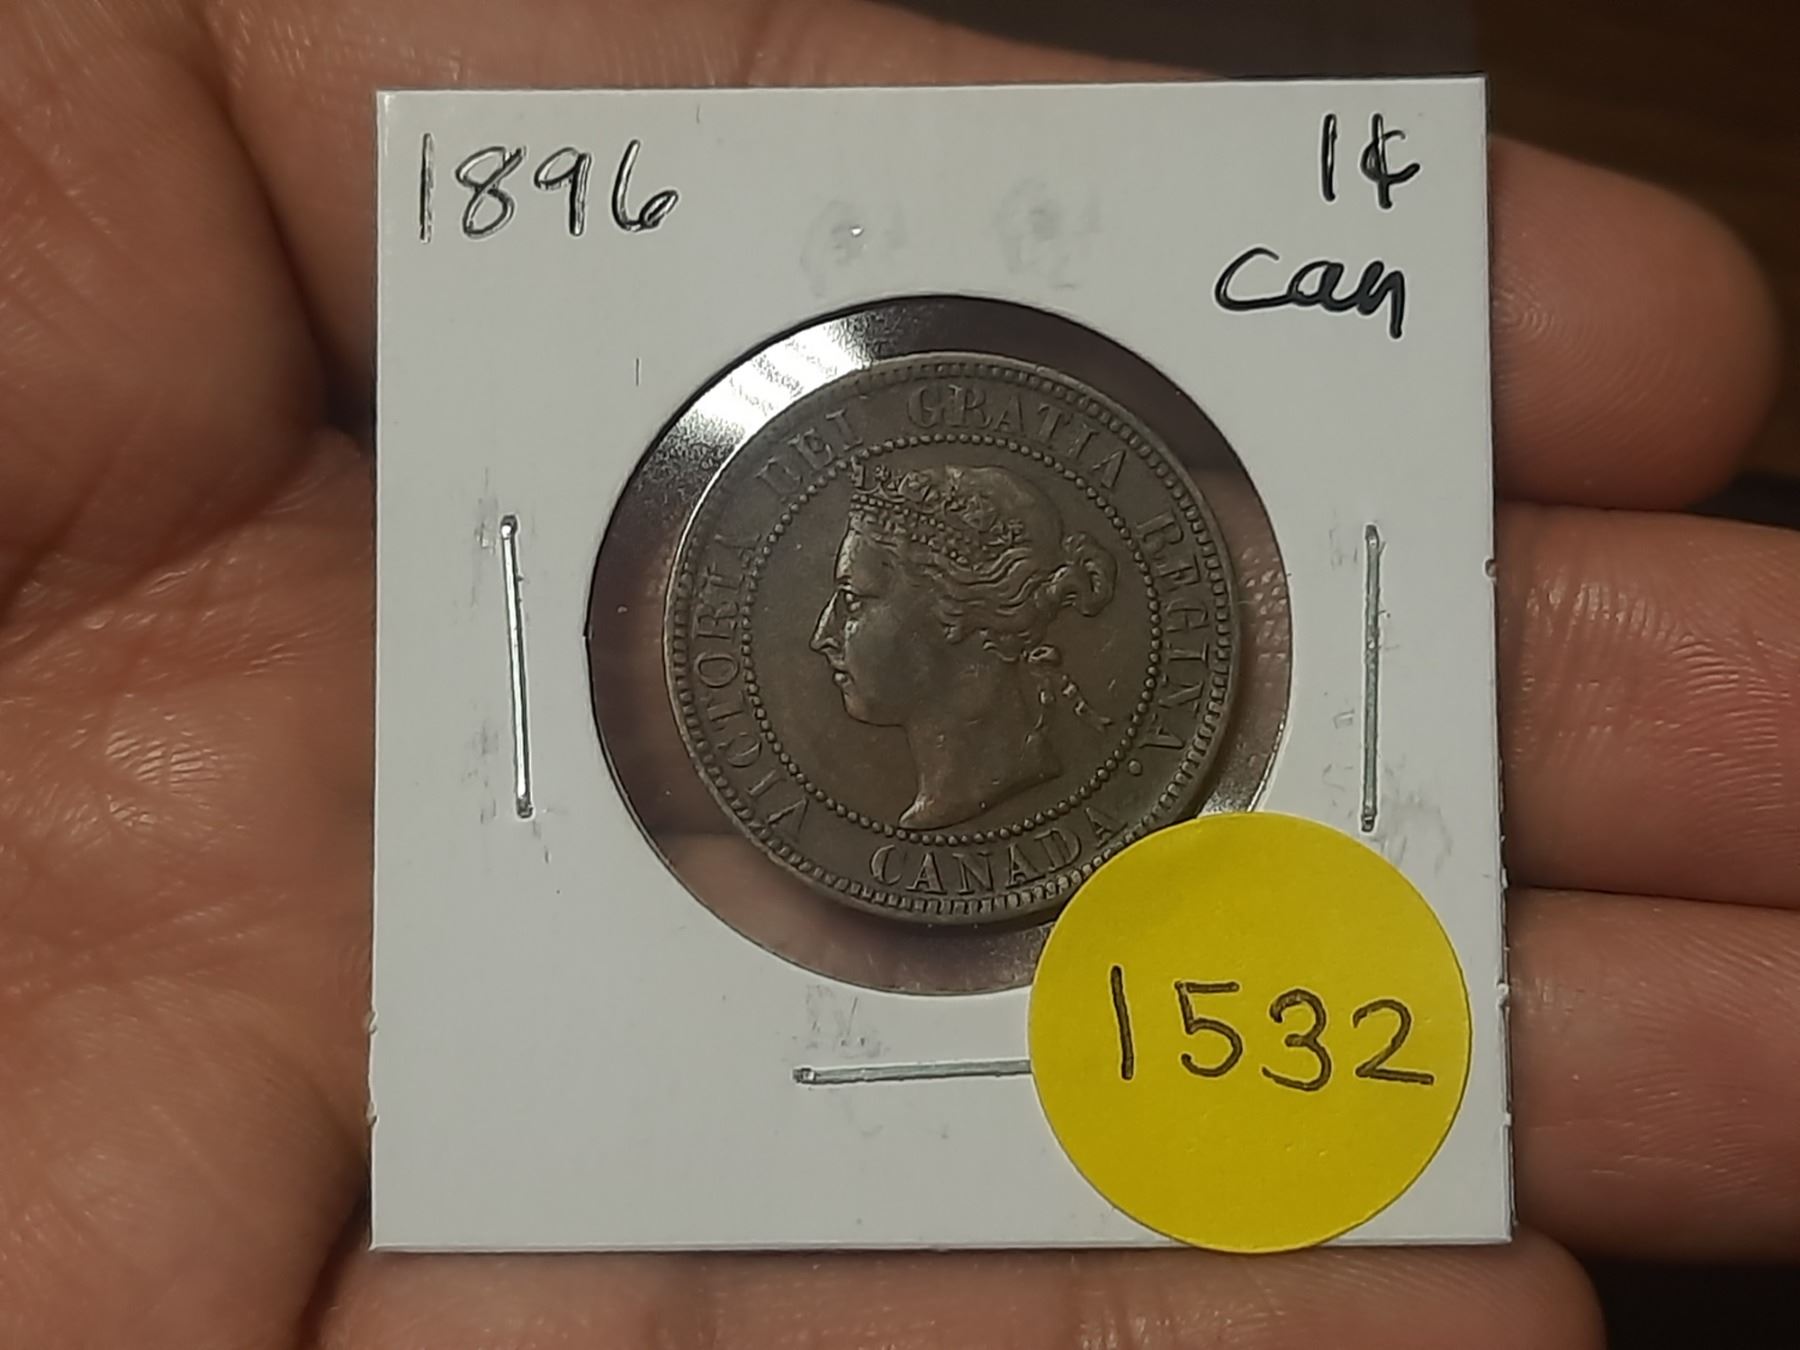 1896
1¢
Can
VICTORIA DEI GRATIA REGINA.
CANADA
1532